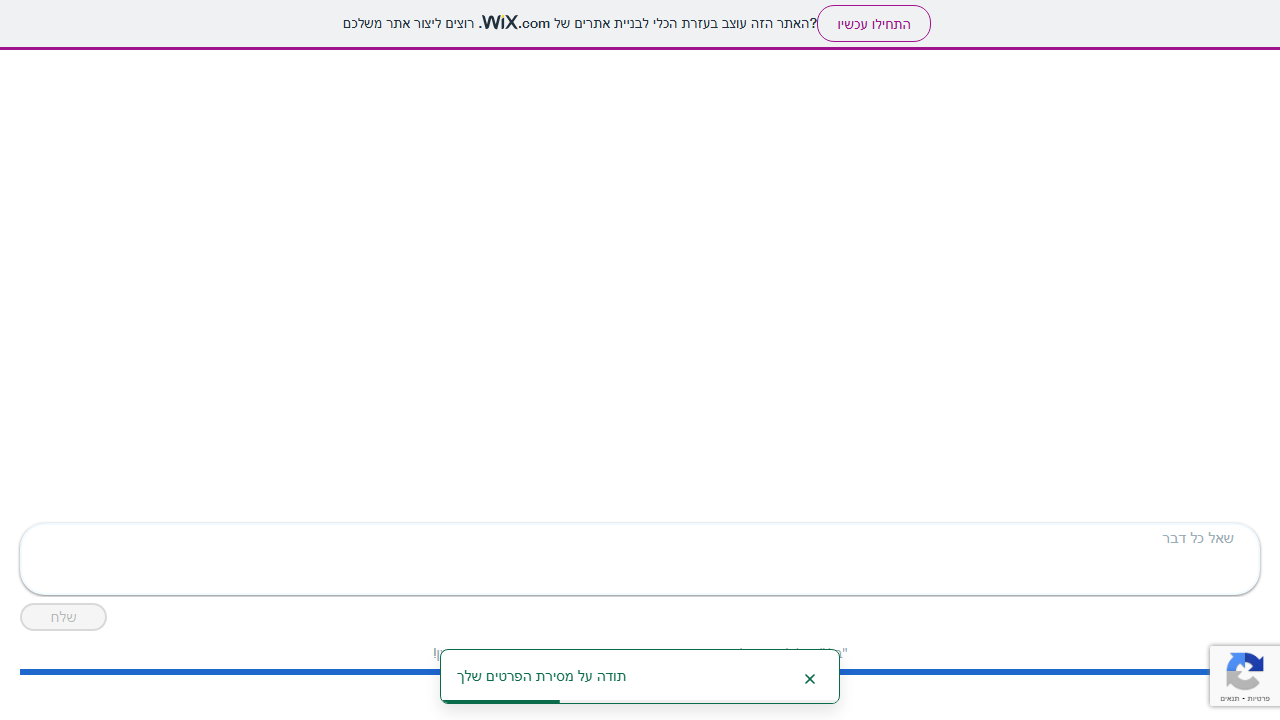 האתר הזה עוצב בעזרת הכלי לבניית אתרים של WiX.com. רוצים ליצור אתר משלכם?
התחילו עכשיו
שאל כל דבר
שלח
תודה על מסירת הפרטים שלך
פרטיות - תנאים